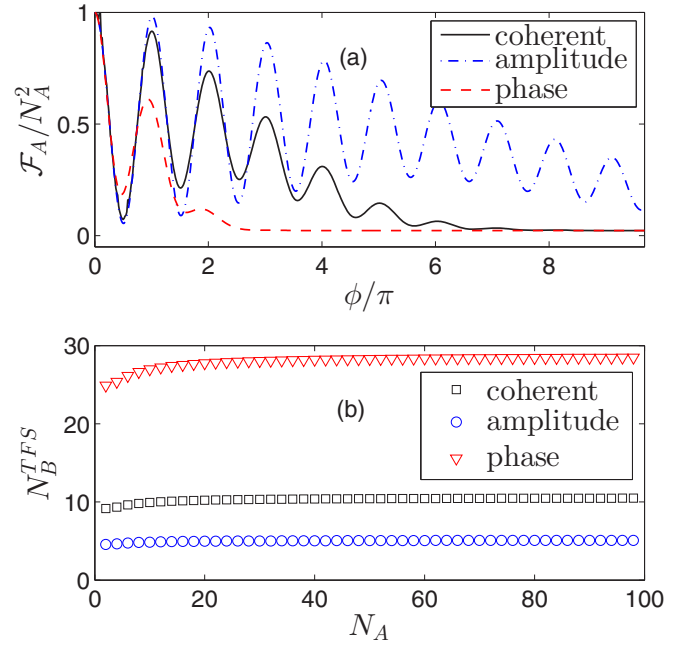 1
0.5
0
0 2 4 6 8
F_A/N_A^2
ϕ/π
(a)
coherent
amplitude
phase
30
20
10
0
0 20 40 60 80 100
N_B^{TFS}
N_A
(b)
coherent
amplitude
phase